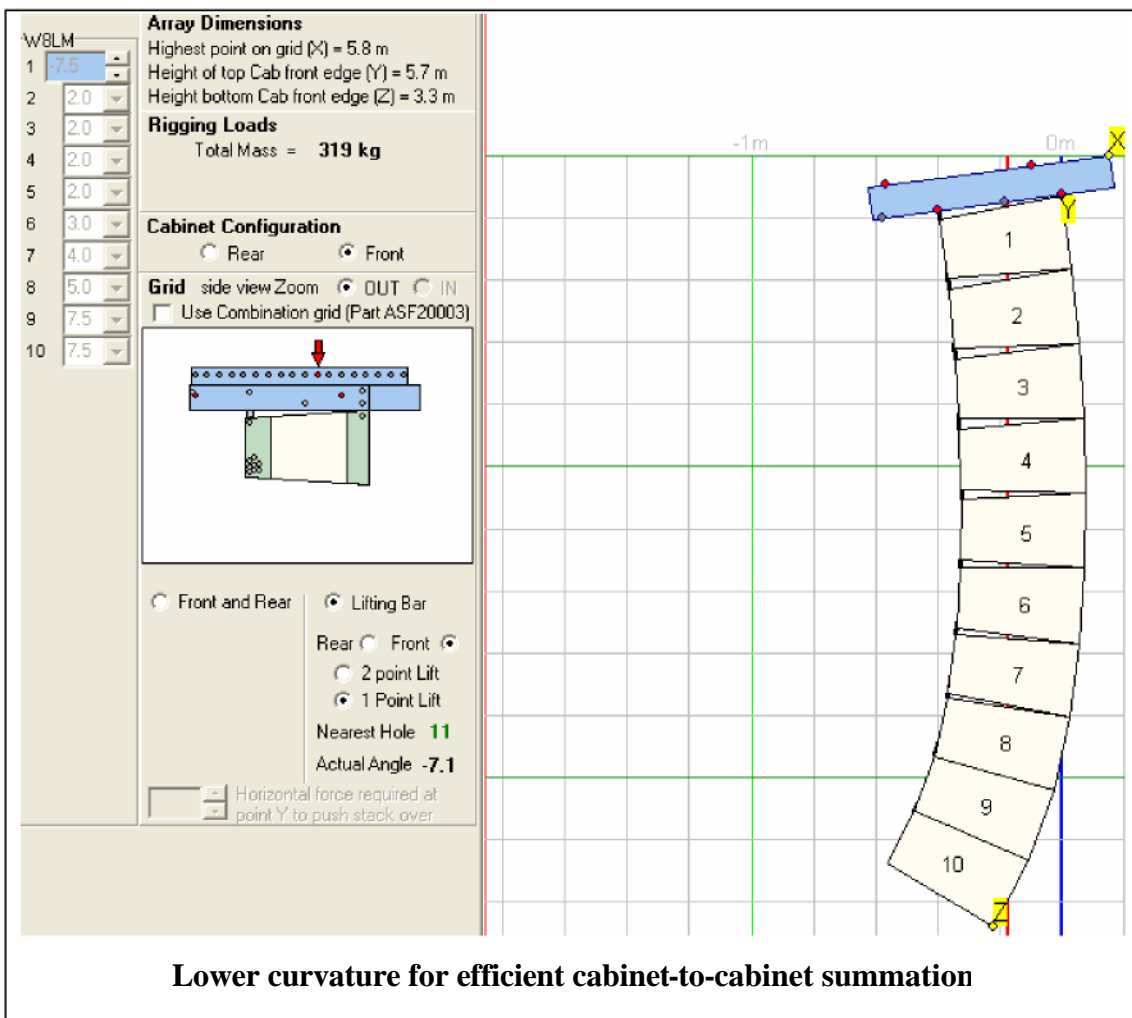 W8LM
1 -7.5
2 2.0
3 2.0
4 2.0
5 2.0
6 3.0
7 4.0
8 5.0
9 7.5
10 7.5
Array Dimensions
Highest point on grid (X) = 5.8 m
Height of top Cab front edge (Y) = 5.7 m
Height bottom Cab front edge (Z) = 3.3 m
Rigging Loads
Total Mass = 319 kg
Cabinet Configuration
Rear Front
Grid side view Zoom OUT IN
Use Combination grid (Part ASF20003)
Front and Rear Lifting Bar
Rear Front
2 point Lift
1 Point Lift
Nearest Hole 11
Actual Angle -7.1
Horizontal force required at
point Y to push stack over
-1m 0m X
Y
1
2
3
4
5
6
7
8
9
10
Z
Lower curvature for efficient cabinet-to-cabinet summation